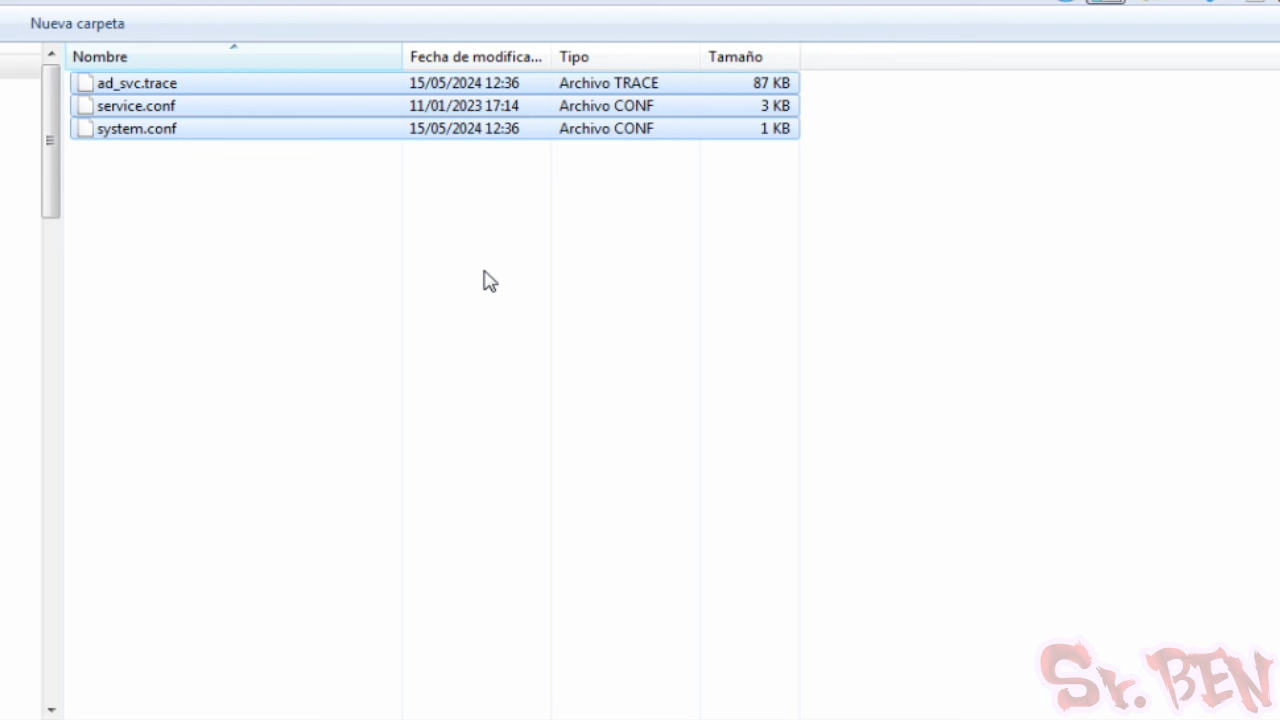 Nueva carpeta
Nombre Fecha de modifica... Tipo Tamaño
ad_svc.trace 15/05/2024 12:36 Archivo TRACE 87 KB
service.conf 11/01/2023 17:14 Archivo CONF 3 KB
system.conf 15/05/2024 12:36 Archivo CONF 1 KB
Sr. BEN